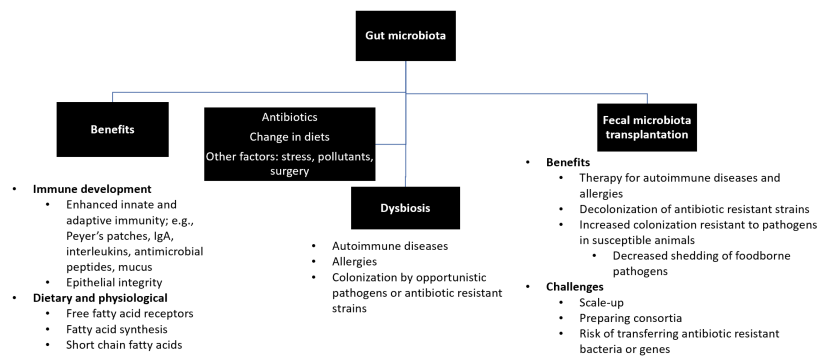 Gut microbiota
Benefits
• Immune development
• Enhanced innate and
adaptive immunity; e.g.,
Peyer's patches, IgA,
interleukins, antimicrobial
peptides, mucus
• Epithelial integrity
• Dietary and physiological
• Free fatty acid receptors
• Fatty acid synthesis
• Short chain fatty acids
Antibiotics
Change in diets
Other factors: stress, pollutants,
surgery
Dysbiosis
• Autoimmune diseases
• Allergies
• Colonization by opportunistic
pathogens or antibiotic resistant
strains
Fecal microbiota
transplantation
• Benefits
• Therapy for autoimmune diseases and
allergies
• Decolonization of antibiotic resistant strains
• Increased colonization resistant to pathogens
in susceptible animals
• Decreased shedding of foodborne
pathogens
• Challenges
• Scale-up
• Preparing consortia
• Risk of transferring antibiotic resistant
bacteria or genes